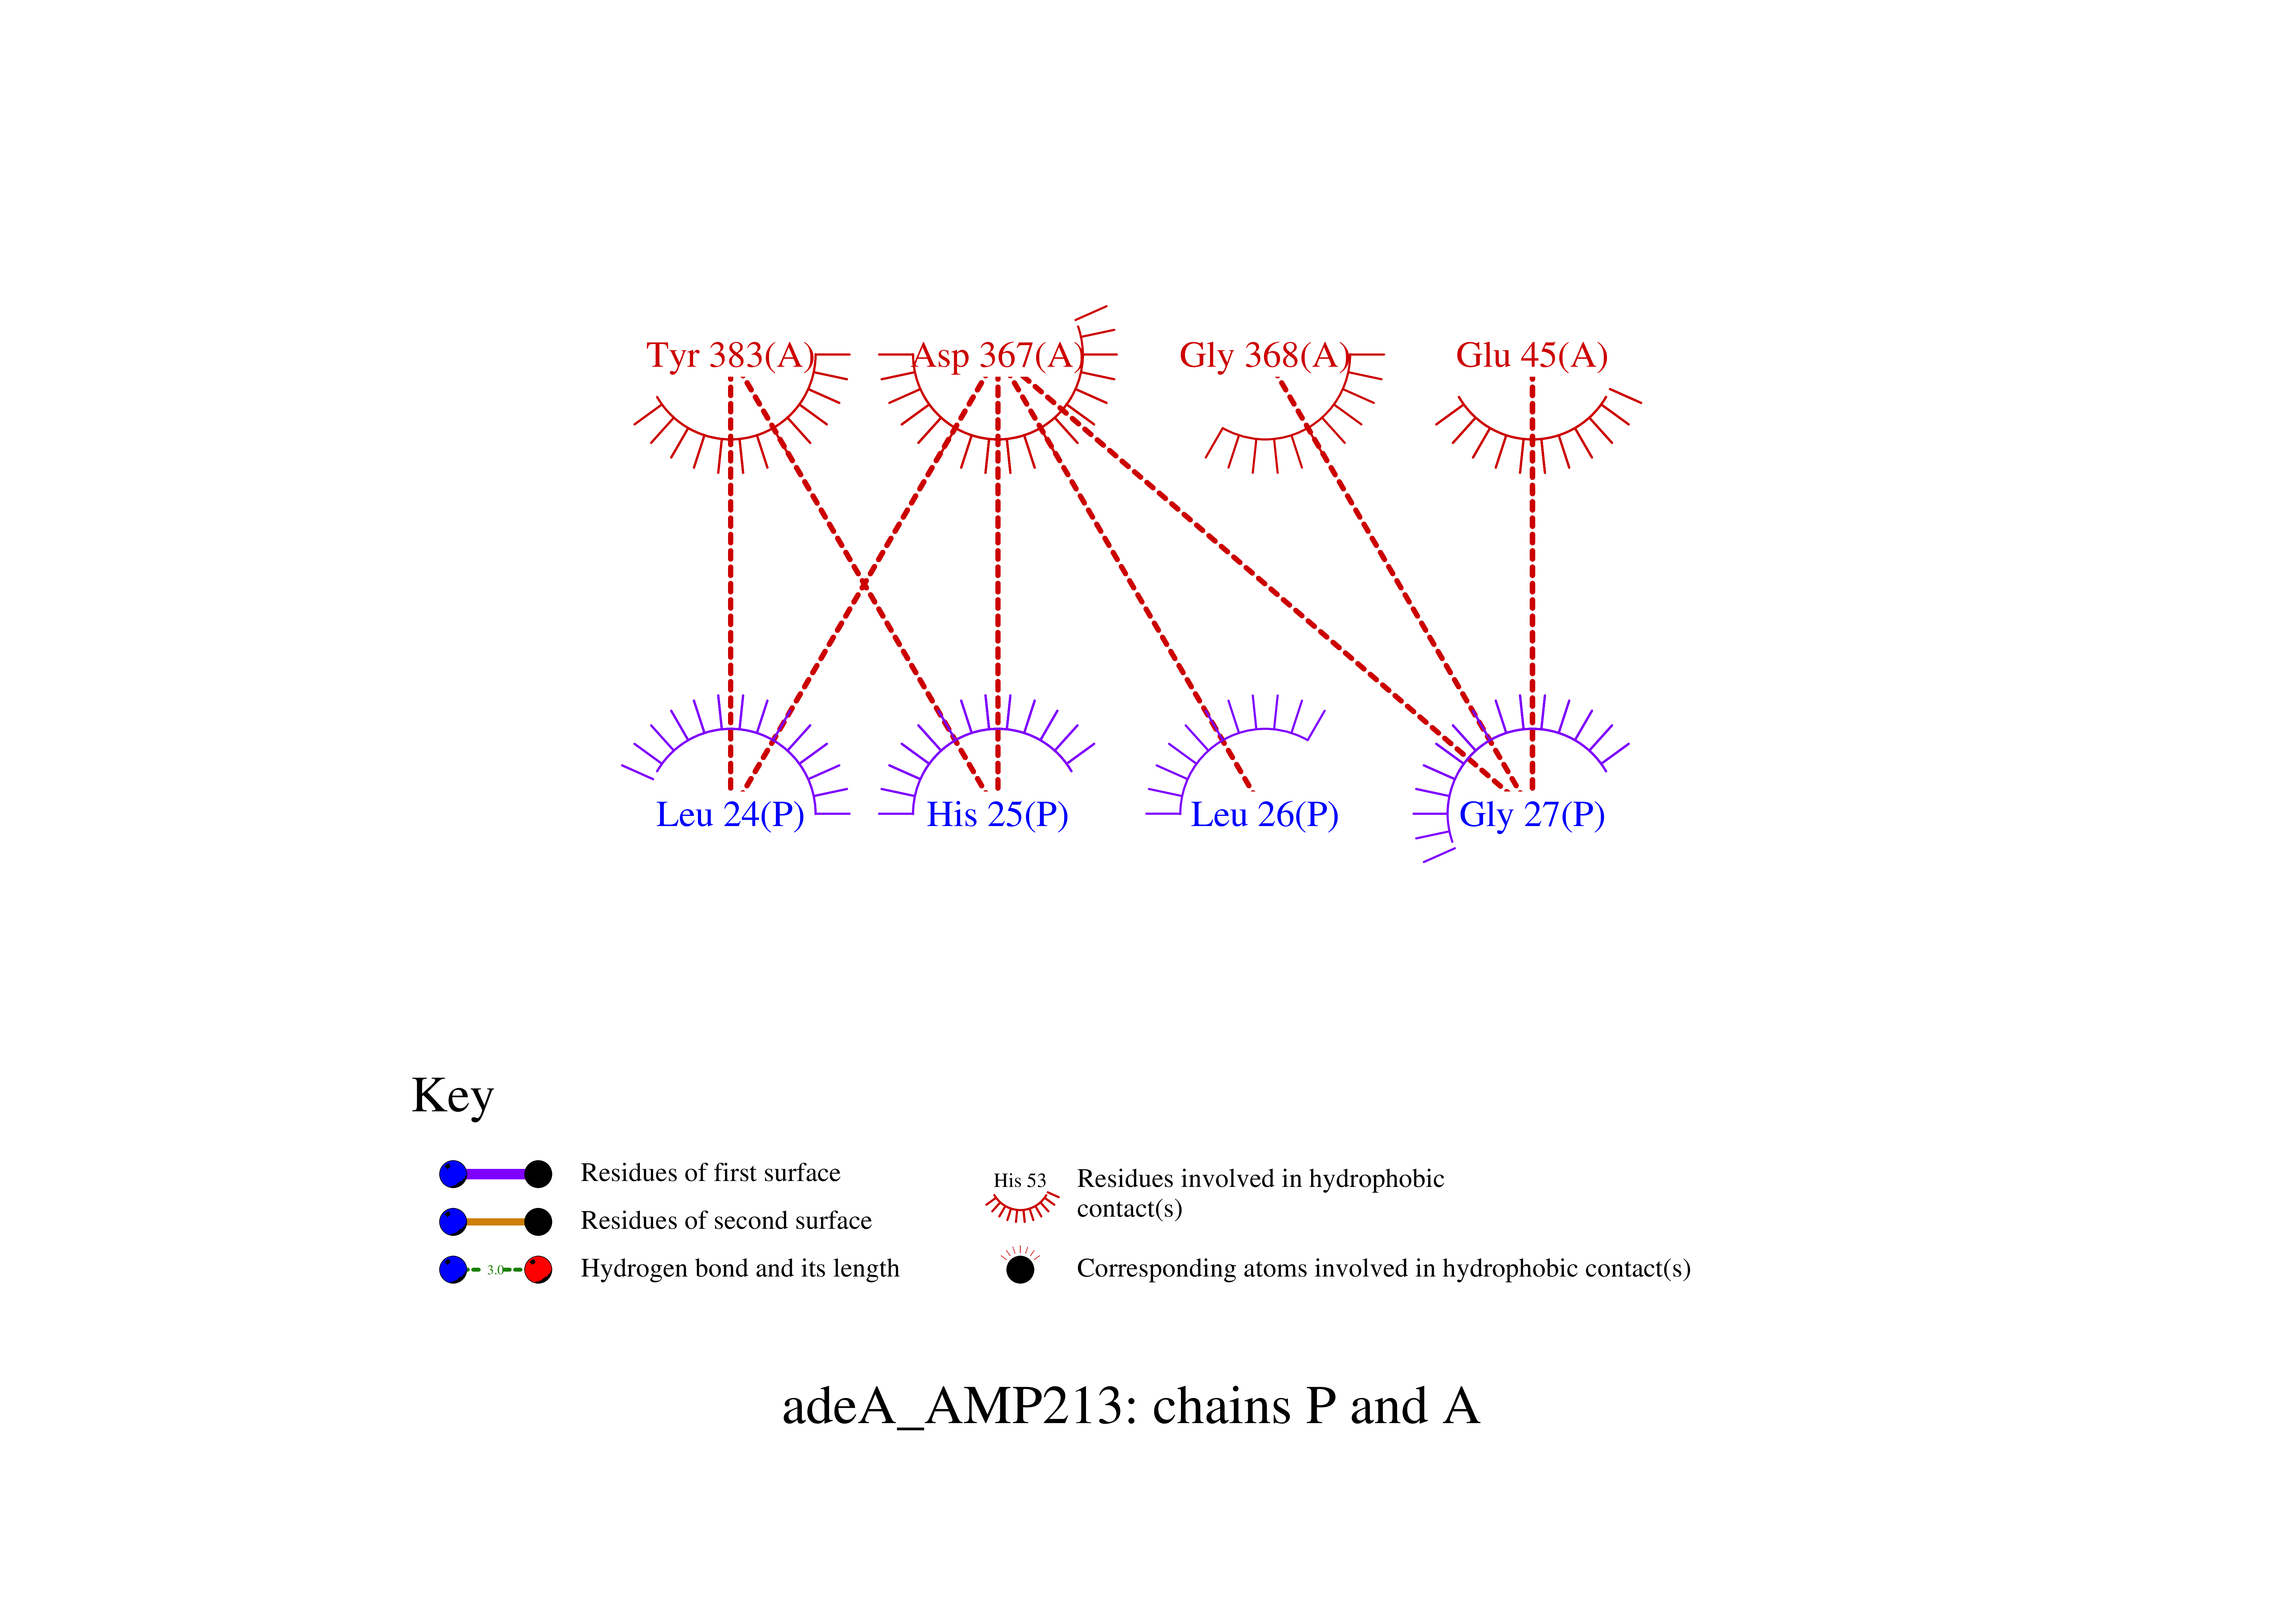 Tyr 383(A) Asp 367(A) Gly 368(A) Glu 45(A)
Leu 24(P) His 25(P) Leu 26(P) Gly 27(P)
Key
Residues of first surface
Residues of second surface
3.0 Hydrogen bond and its length
His 53 Residues involved in hydrophobic
contact(s)
Corresponding atoms involved in hydrophobic contact(s)
adeA_AMP213: chains P and A